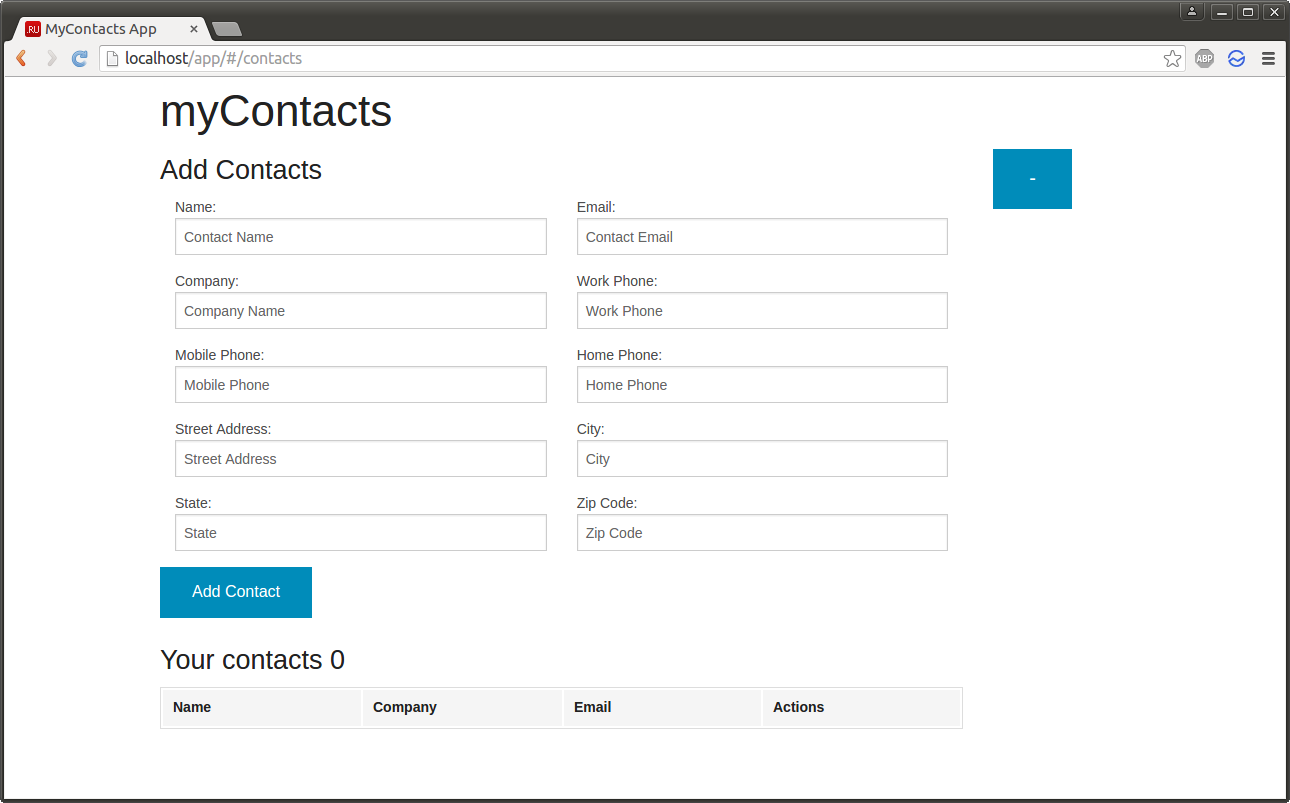 .RU MyContacts App
localhost/app/#/contacts ABP
myContacts
Add Contacts
-
Name: Email:
Contact Name Contact Email
Company: Work Phone:
Company Name Work Phone
Mobile Phone: Home Phone:
Mobile Phone Home Phone
Street Address: City:
Street Address City
State: Zip Code:
State Zip Code
Add Contact
Your contacts 0
Name Company Email Actions